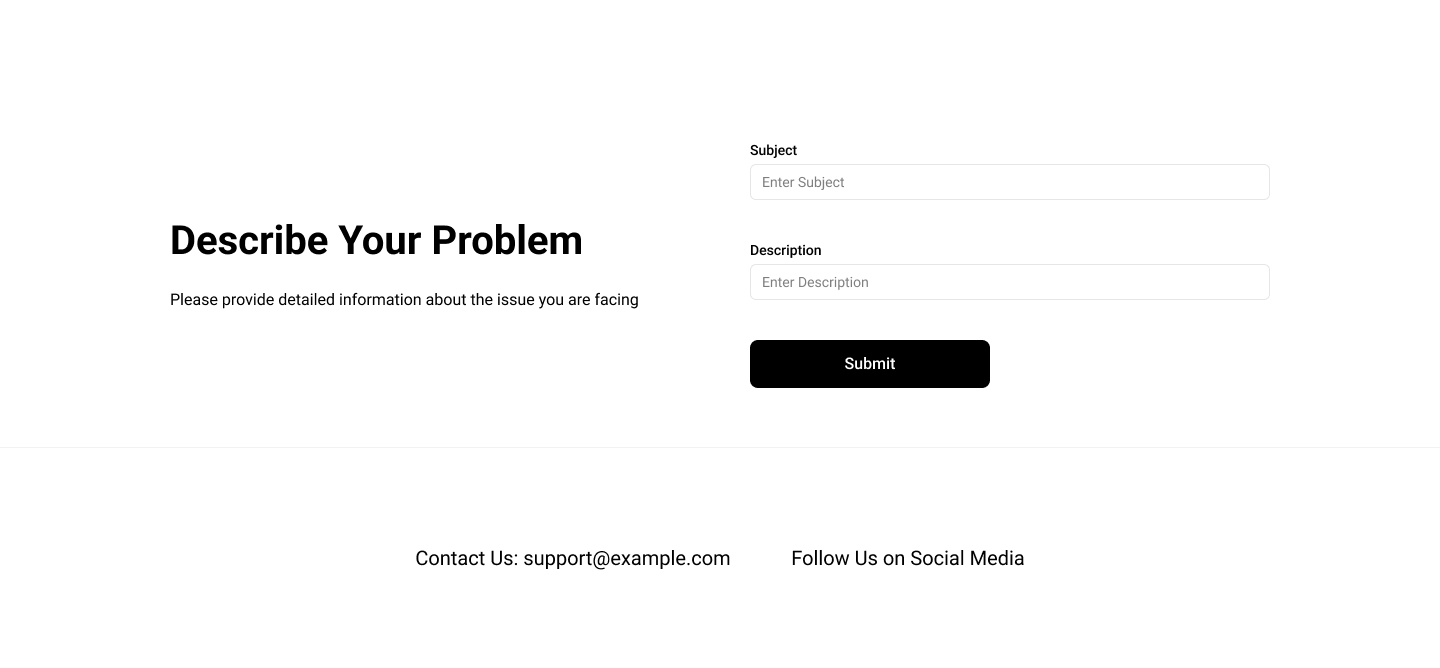 Describe Your Problem
Please provide detailed information about the issue you are facing
Subject
Enter Subject
Description
Enter Description
Submit
Contact Us: support@example.com
Follow Us on Social Media